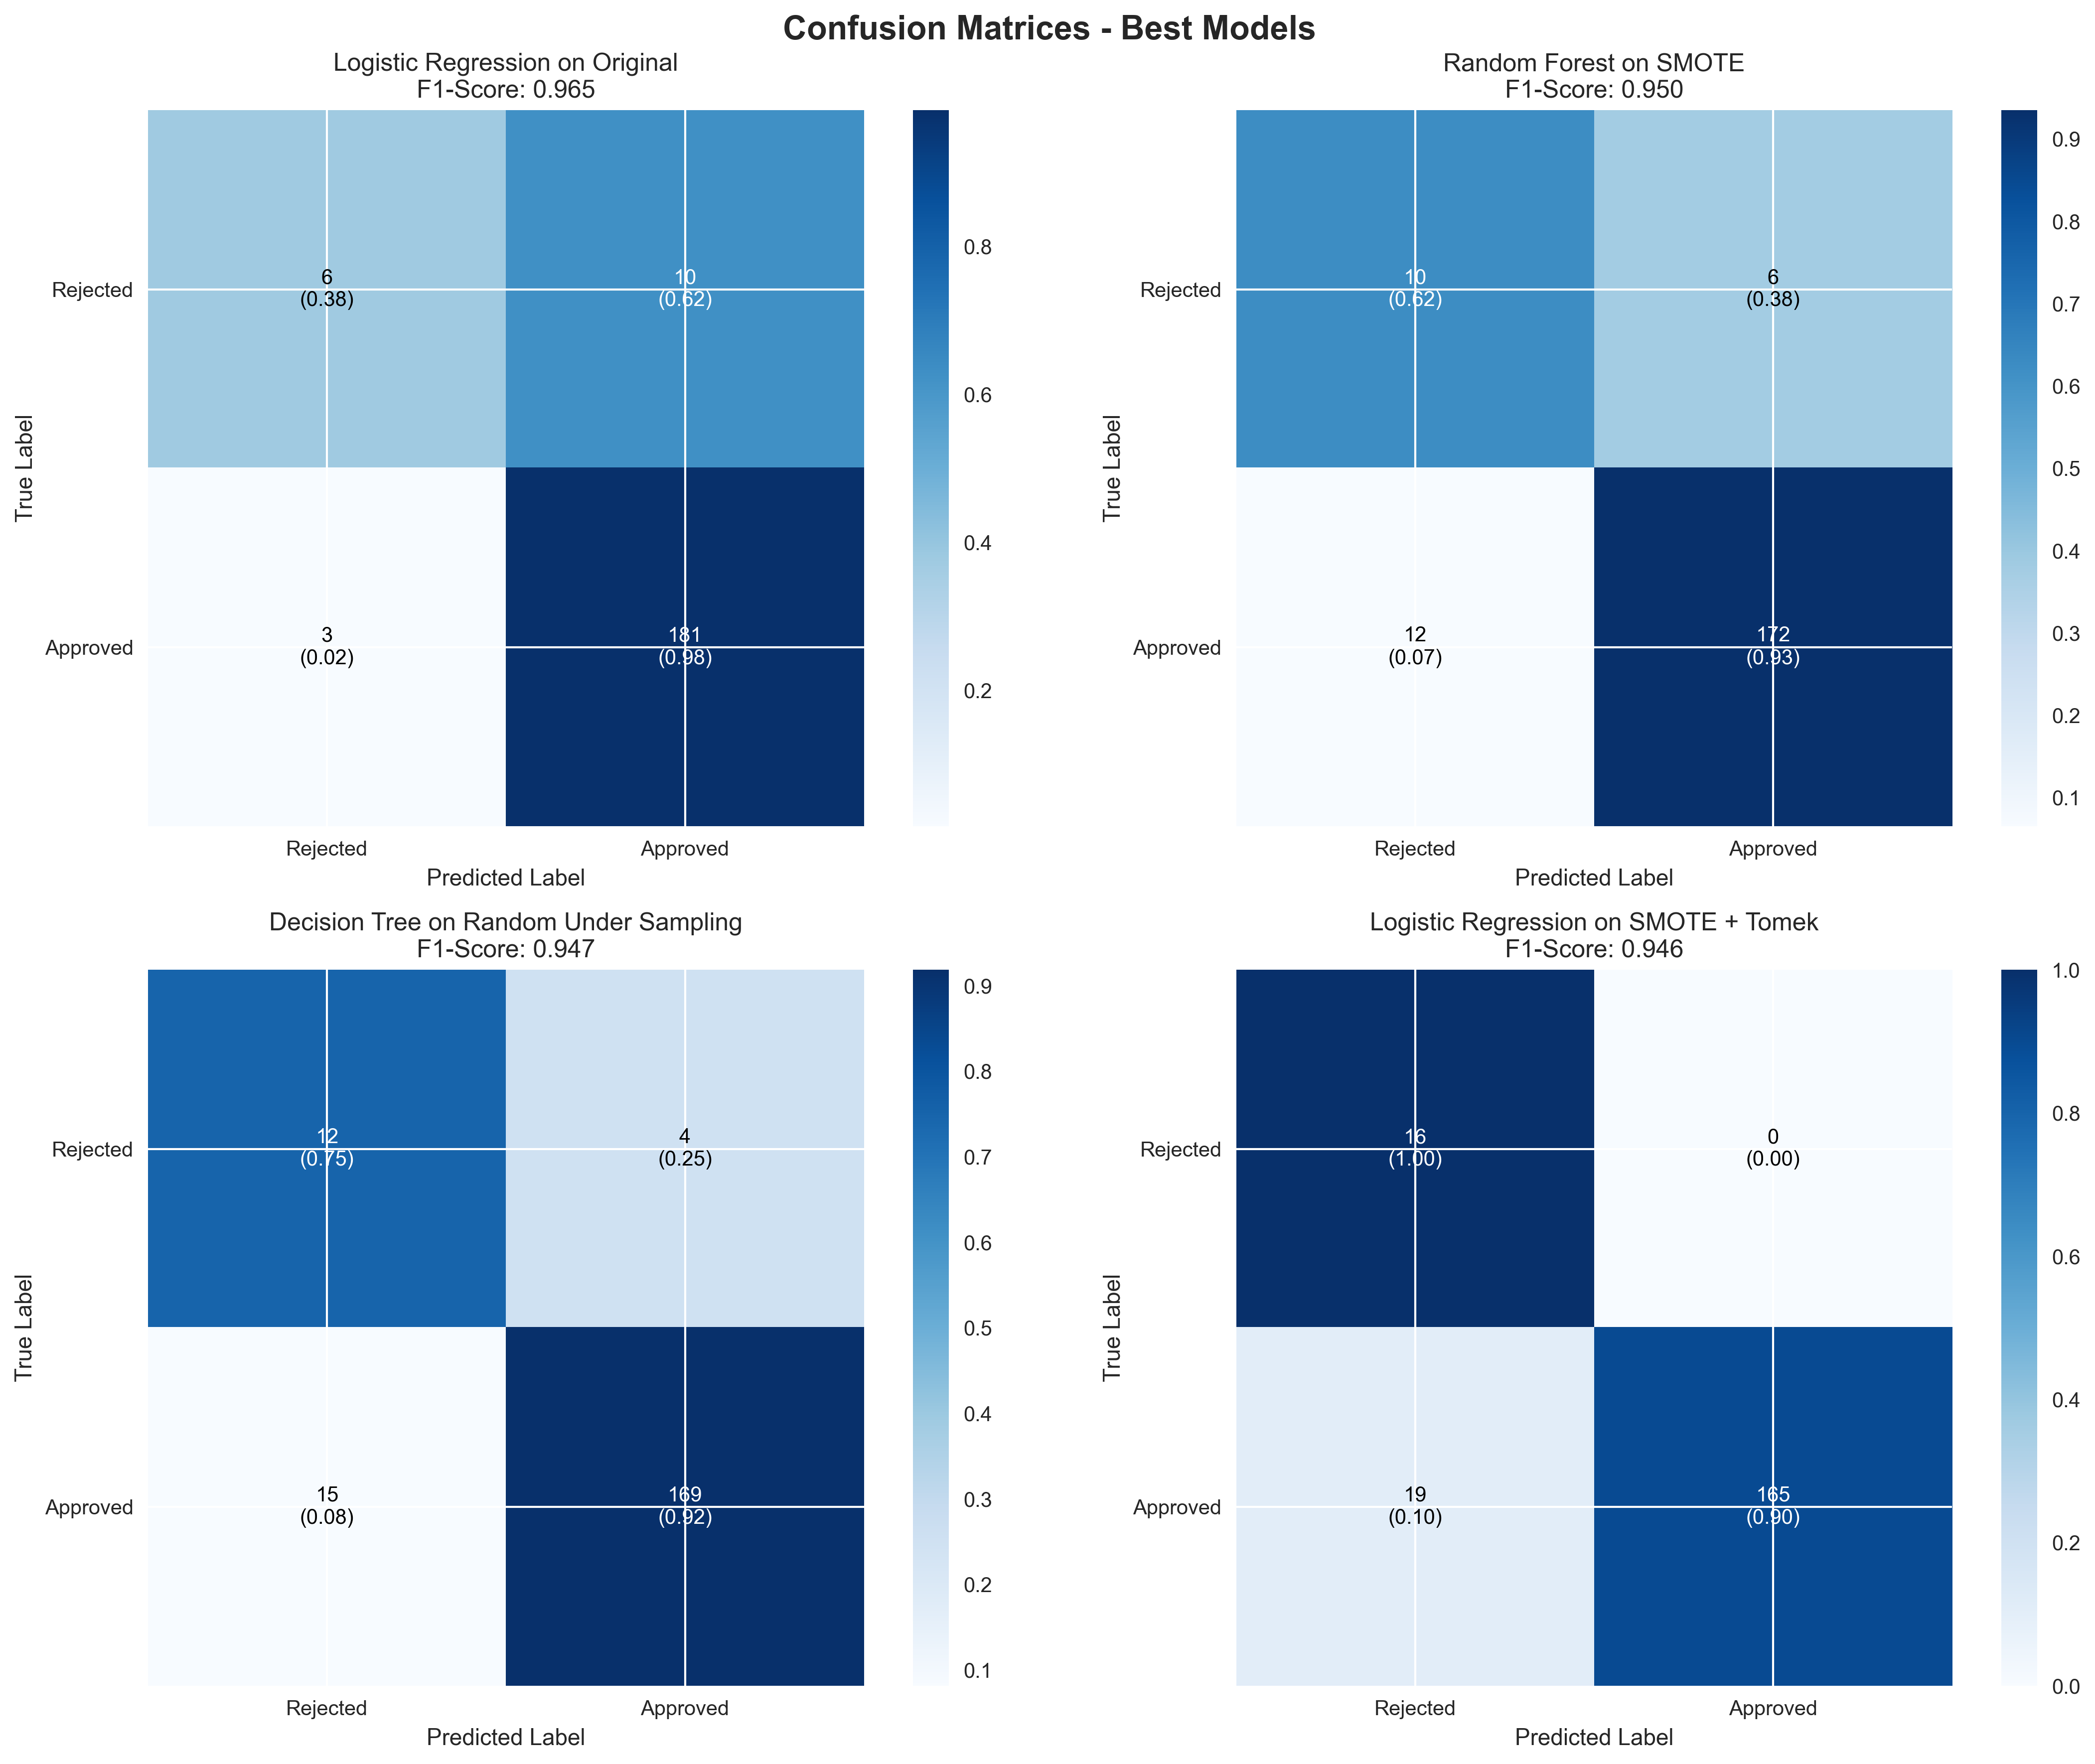 Confusion Matrices - Best Models
Logistic Regression on Original
F1-Score: 0.965
True Label
Rejected
Approved
6
(0.38)
10
(0.62)
3
(0.02)
181
(0.98)
Rejected
Approved
Predicted Label
0.8
0.6
0.4
0.2
Random Forest on SMOTE
F1-Score: 0.950
True Label
Rejected
Approved
10
(0.62)
6
(0.38)
12
(0.07)
172
(0.93)
Rejected
Approved
Predicted Label
0.9
0.8
0.7
0.6
0.5
0.4
0.3
0.2
0.1
Decision Tree on Random Under Sampling
F1-Score: 0.947
True Label
Rejected
Approved
12
(0.75)
4
(0.25)
15
(0.08)
169
(0.92)
Rejected
Approved
Predicted Label
0.9
0.8
0.7
0.6
0.5
0.4
0.3
0.2
0.1
Logistic Regression on SMOTE + Tomek
F1-Score: 0.946
True Label
Rejected
Approved
16
(1.00)
0
(0.00)
19
(0.10)
165
(0.90)
Rejected
Approved
Predicted Label
1.0
0.8
0.6
0.4
0.2
0.0